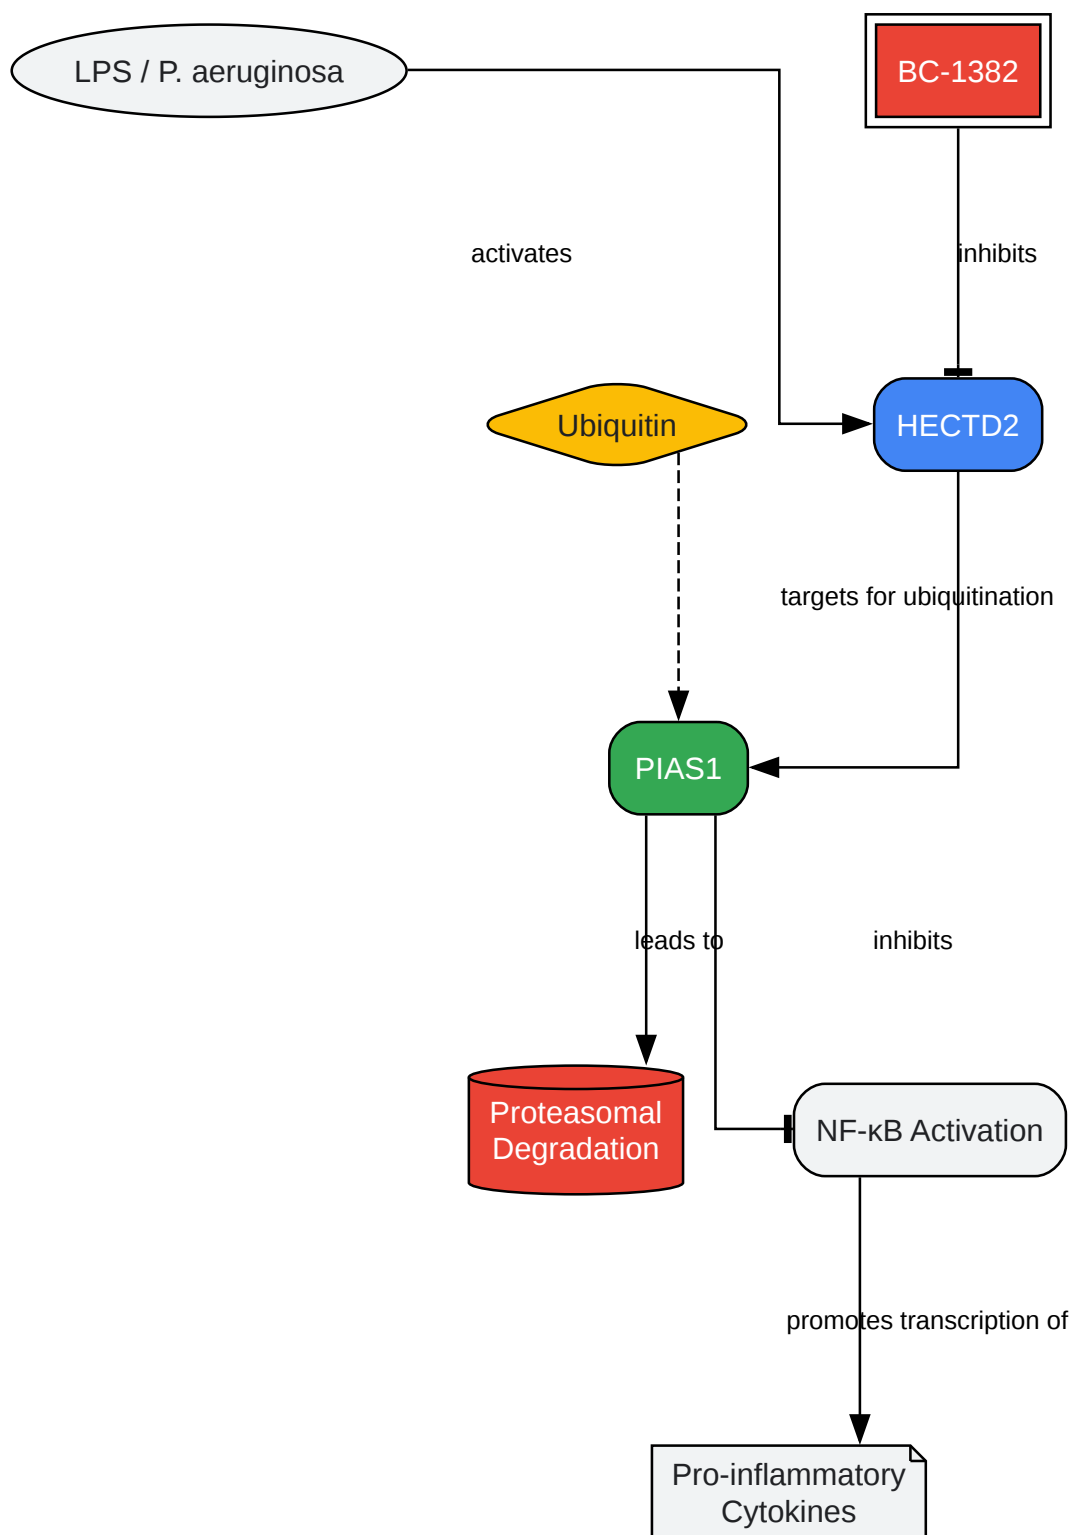 LPS / P. aeruginosa
BC-1382
activates
inhibits
Ubiquitin
HECTD2
targets for ubiquitination
PIAS1
leads to
inhibits
Proteasomal
Degradation
NF-κB Activation
promotes transcription of
Pro-inflammatory
Cytokines